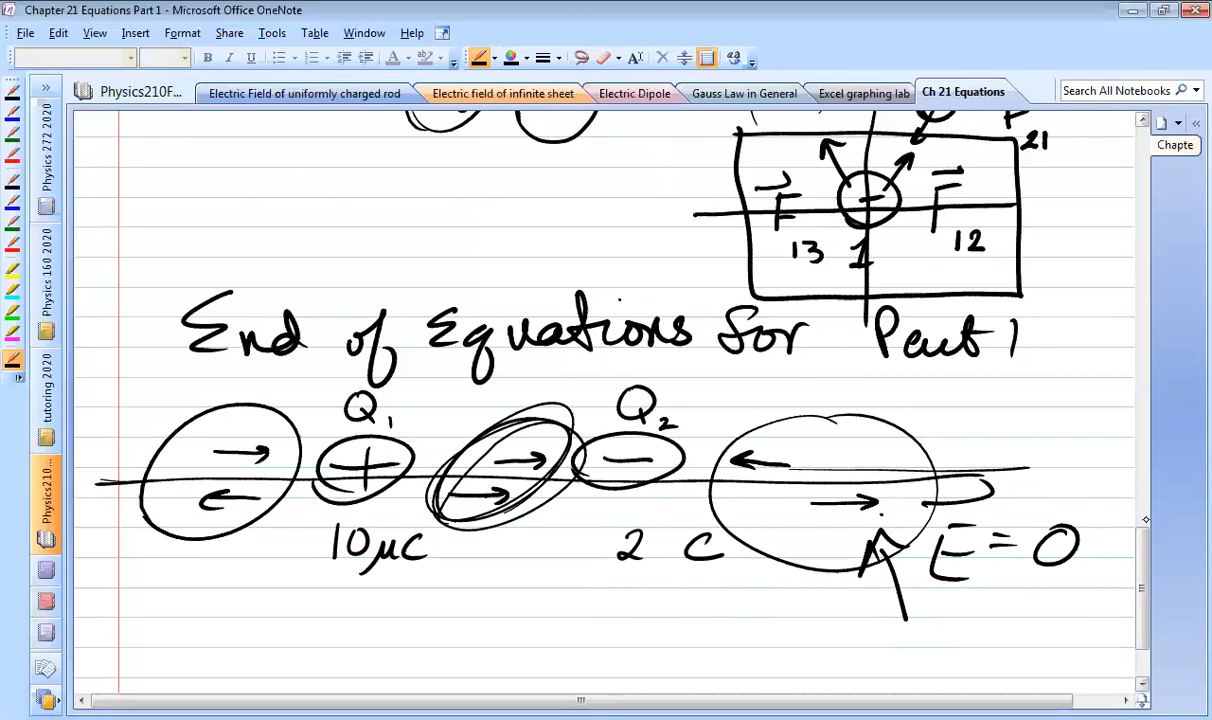 Chapter 21 Equations Part 1 - Microsoft Office OneNote
File Edit View Insert Format Share Tools Table Window Help
Physics210F... Electric Field of uniformly charged rod Electric field of infinite sheet Electric Dipole Gauss Law in General Excel graphing lab Ch 21 Equations Search All Notebooks
Chapte
Physics 272 2020
Physics 160 2020
tutoring 2020
Physics210...
F 21
F 13
- 1
F 12
End of Equations for Part 1
Q1 Q2
+ -
10μC 2 C E = 0